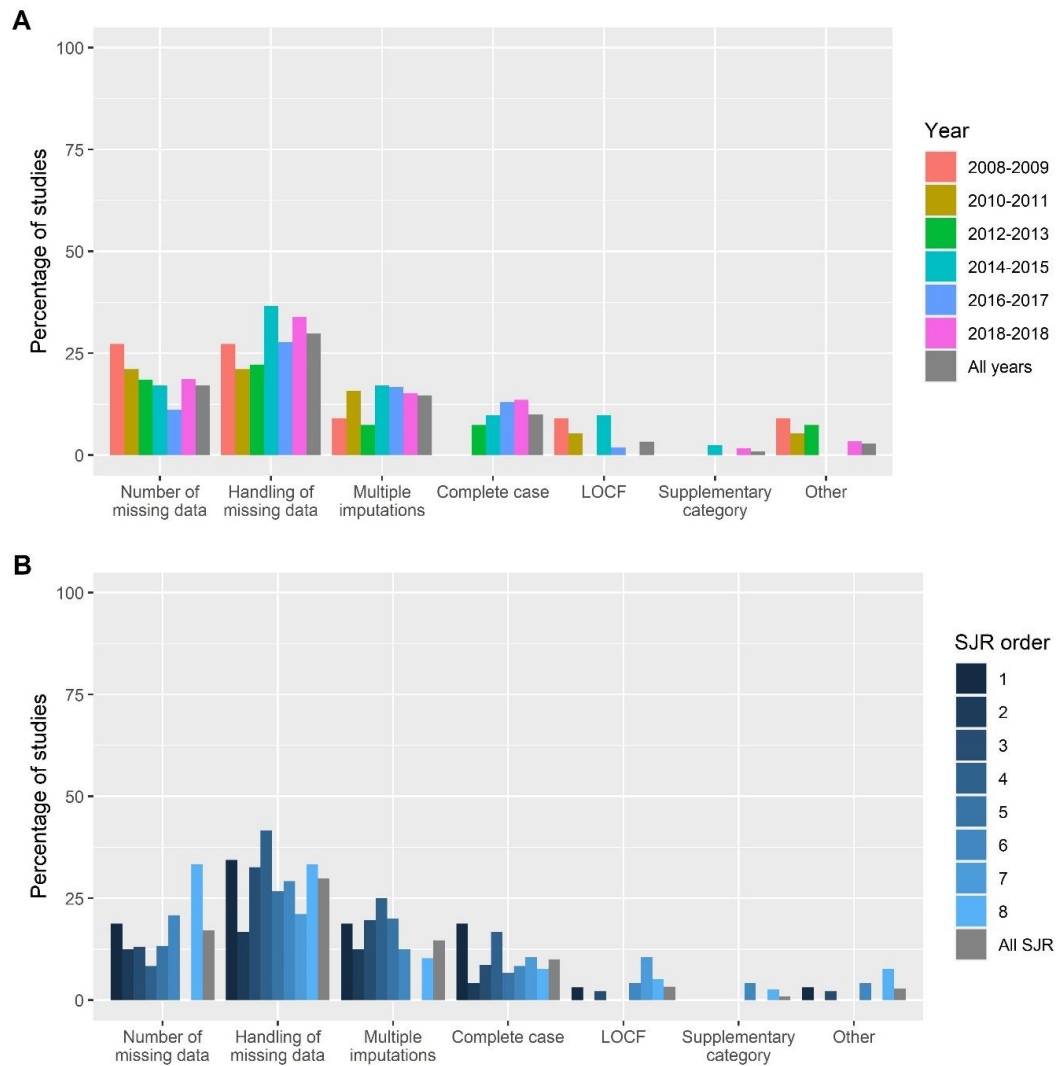 A
Percentage of studies
100
75
50
25
0
Number of
missing data
Handling of
missing data
Multiple
imputations
Complete case
LOCF
Supplementary
category
Other
Year
2008-2009
2010-2011
2012-2013
2014-2015
2016-2017
2018-2018
All years
B
Percentage of studies
100
75
50
25
0
Number of
missing data
Handling of
missing data
Multiple
imputations
Complete case
LOCF
Supplementary
category
Other
SJR order
1
2
3
4
5
6
7
8
All SJR